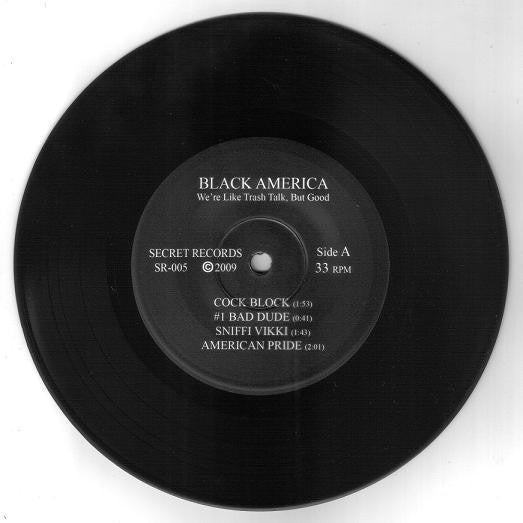 BLACK AMERICA
We're Like Trash Talk, But Good
SECRET RECORDS
SR-005 ©2009
Side A
33 RPM
COCK BLOCK (1:53)
#1 BAD DUDE (0:41)
SNIFFI VIKKI (1:43)
AMERICAN PRIDE (2:01)